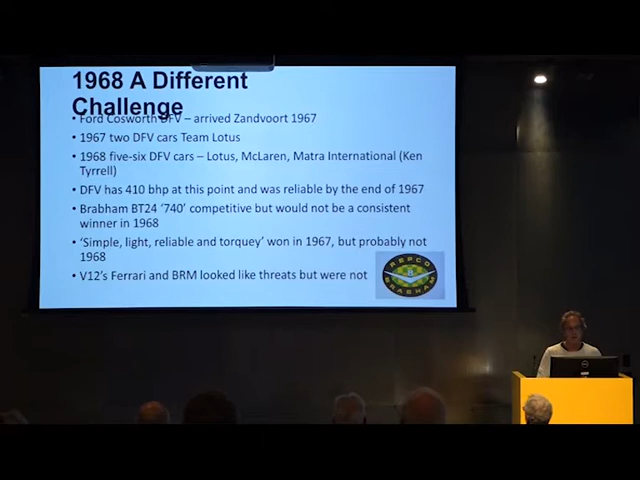 1968 A Different
Challenge
• Ford Cosworth DFV – arrived Zandvoort 1967
• 1967 two DFV cars Team Lotus
• 1968 five-six DFV cars – Lotus, McLaren, Matra International (Ken
Tyrrell)
• DFV has 410 bhp at this point and was reliable by the end of 1967
• Brabham BT24 ‘740’ competitive but would not be a consistent
winner in 1968
• ‘Simple, light, reliable and torquey’ won in 1967, but probably not
1968
• V12’s Ferrari and BRM looked like threats but were not
REPCO
V8
BRABHAM
DELL